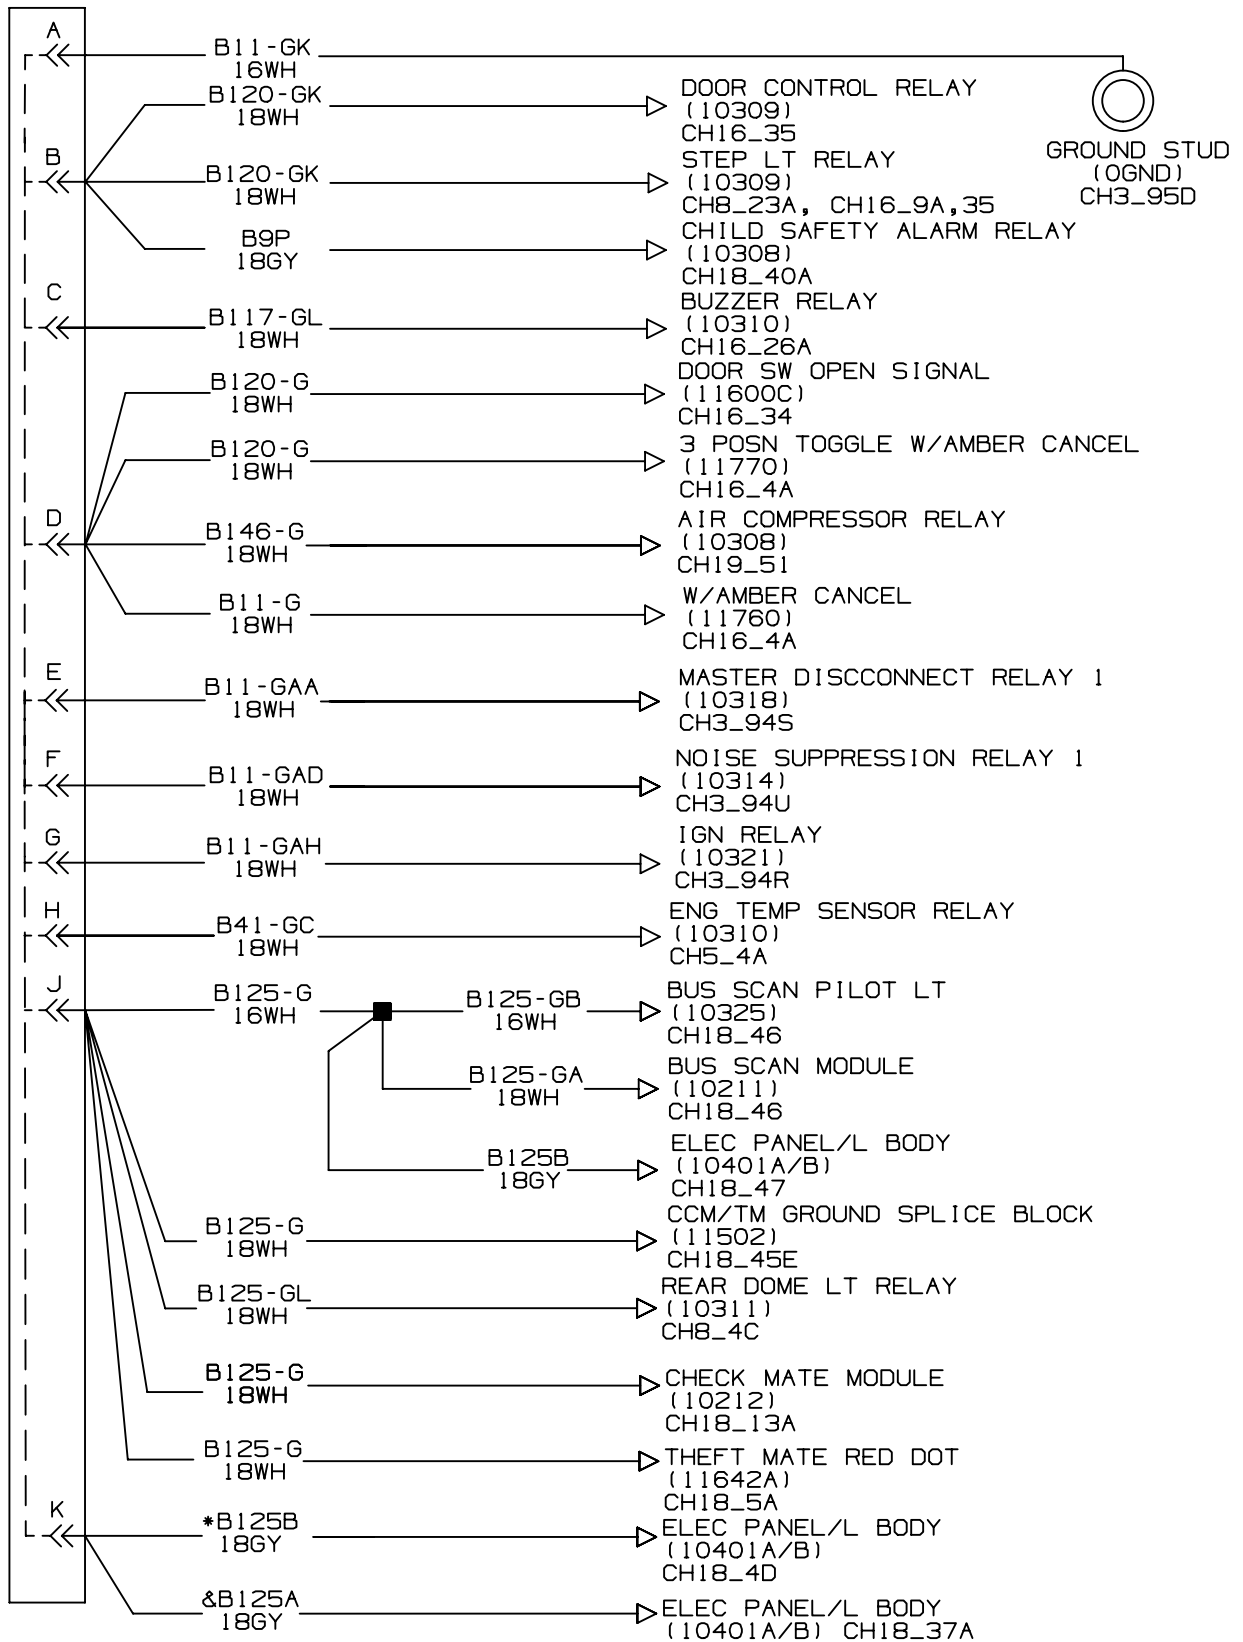 A
B11-GK
16WH
B120-GK
18WH
DOOR CONTROL RELAY
(10309)
CH16_35
GROUND STUD
(0GND)
CH3_95D
B
B120-GK
18WH
STEP LT RELAY
(10309)
CH8_23A, CH16_9A,35
B9P
18GY
CHILD SAFETY ALARM RELAY
(10308)
CH18_40A
C
B117-GL
18WH
BUZZER RELAY
(10310)
CH16_26A
B120-G
18WH
DOOR SW OPEN SIGNAL
(11600C)
CH16_34
B120-G
18WH
3 POSN TOGGLE W/AMBER CANCEL
(11770)
CH16_4A
D
B146-G
18WH
AIR COMPRESSOR RELAY
(10308)
CH19_51
B11-G
18WH
W/AMBER CANCEL
(11760)
CH16_4A
E
B11-GAA
18WH
MASTER DISCCONNECT RELAY 1
(10318)
CH3_94S
F
B11-GAD
18WH
NOISE SUPPRESSION RELAY 1
(10314)
CH3_94U
G
B11-GAH
18WH
IGN RELAY
(10321)
CH3_94R
H
B41-GC
18WH
ENG TEMP SENSOR RELAY
(10310)
CH5_4A
J
B125-G
16WH
B125-GB
16WH
BUS SCAN PILOT LT
(10325)
CH18_46
B125-GA
18WH
BUS SCAN MODULE
(10211)
CH18_46
B125B
18GY
ELEC PANEL/L BODY
(10401A/B)
CH18_47
B125-G
18WH
CCM/TM GROUND SPLICE BLOCK
(11502)
CH18_45E
B125-GL
18WH
REAR DOME LT RELAY
(10311)
CH8_4C
B125-G
18WH
CHECK MATE MODULE
(10212)
CH18_13A
B125-G
18WH
THEFT MATE RED DOT
(11642A)
CH18_5A
K
*B125B
18GY
ELEC PANEL/L BODY
(10401A/B)
CH18_4D
&B125A
18GY
ELEC PANEL/L BODY
(10401A/B) CH18_37A